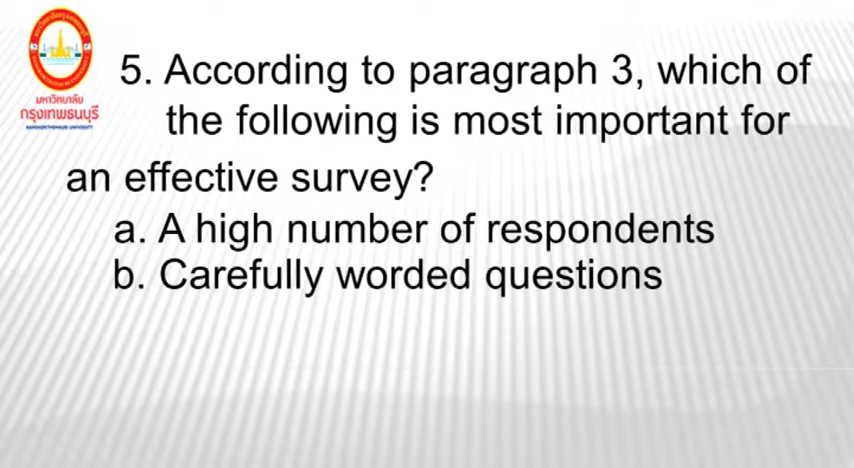 มหาวิทยาลัย
กรุงเทพธนบุรี
BANGKOKTHONBURI UNIVERSITY
5. According to paragraph 3, which of
the following is most important for
an effective survey?
a. A high number of respondents
b. Carefully worded questions